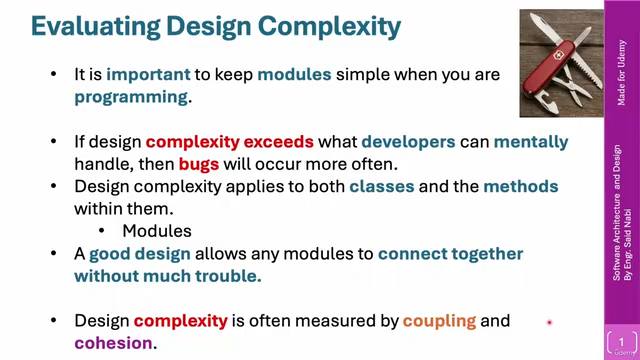 Evaluating Design Complexity
• It is important to keep modules simple when you are
programming.
• If design complexity exceeds what developers can mentally
handle, then bugs will occur more often.
• Design complexity applies to both classes and the methods
within them.
• Modules
• A good design allows any modules to connect together
without much trouble.
• Design complexity is often measured by coupling and
cohesion.
Made for Udemy
Software Architecture and Design
By Engr. Said Nabi
1
Udemy